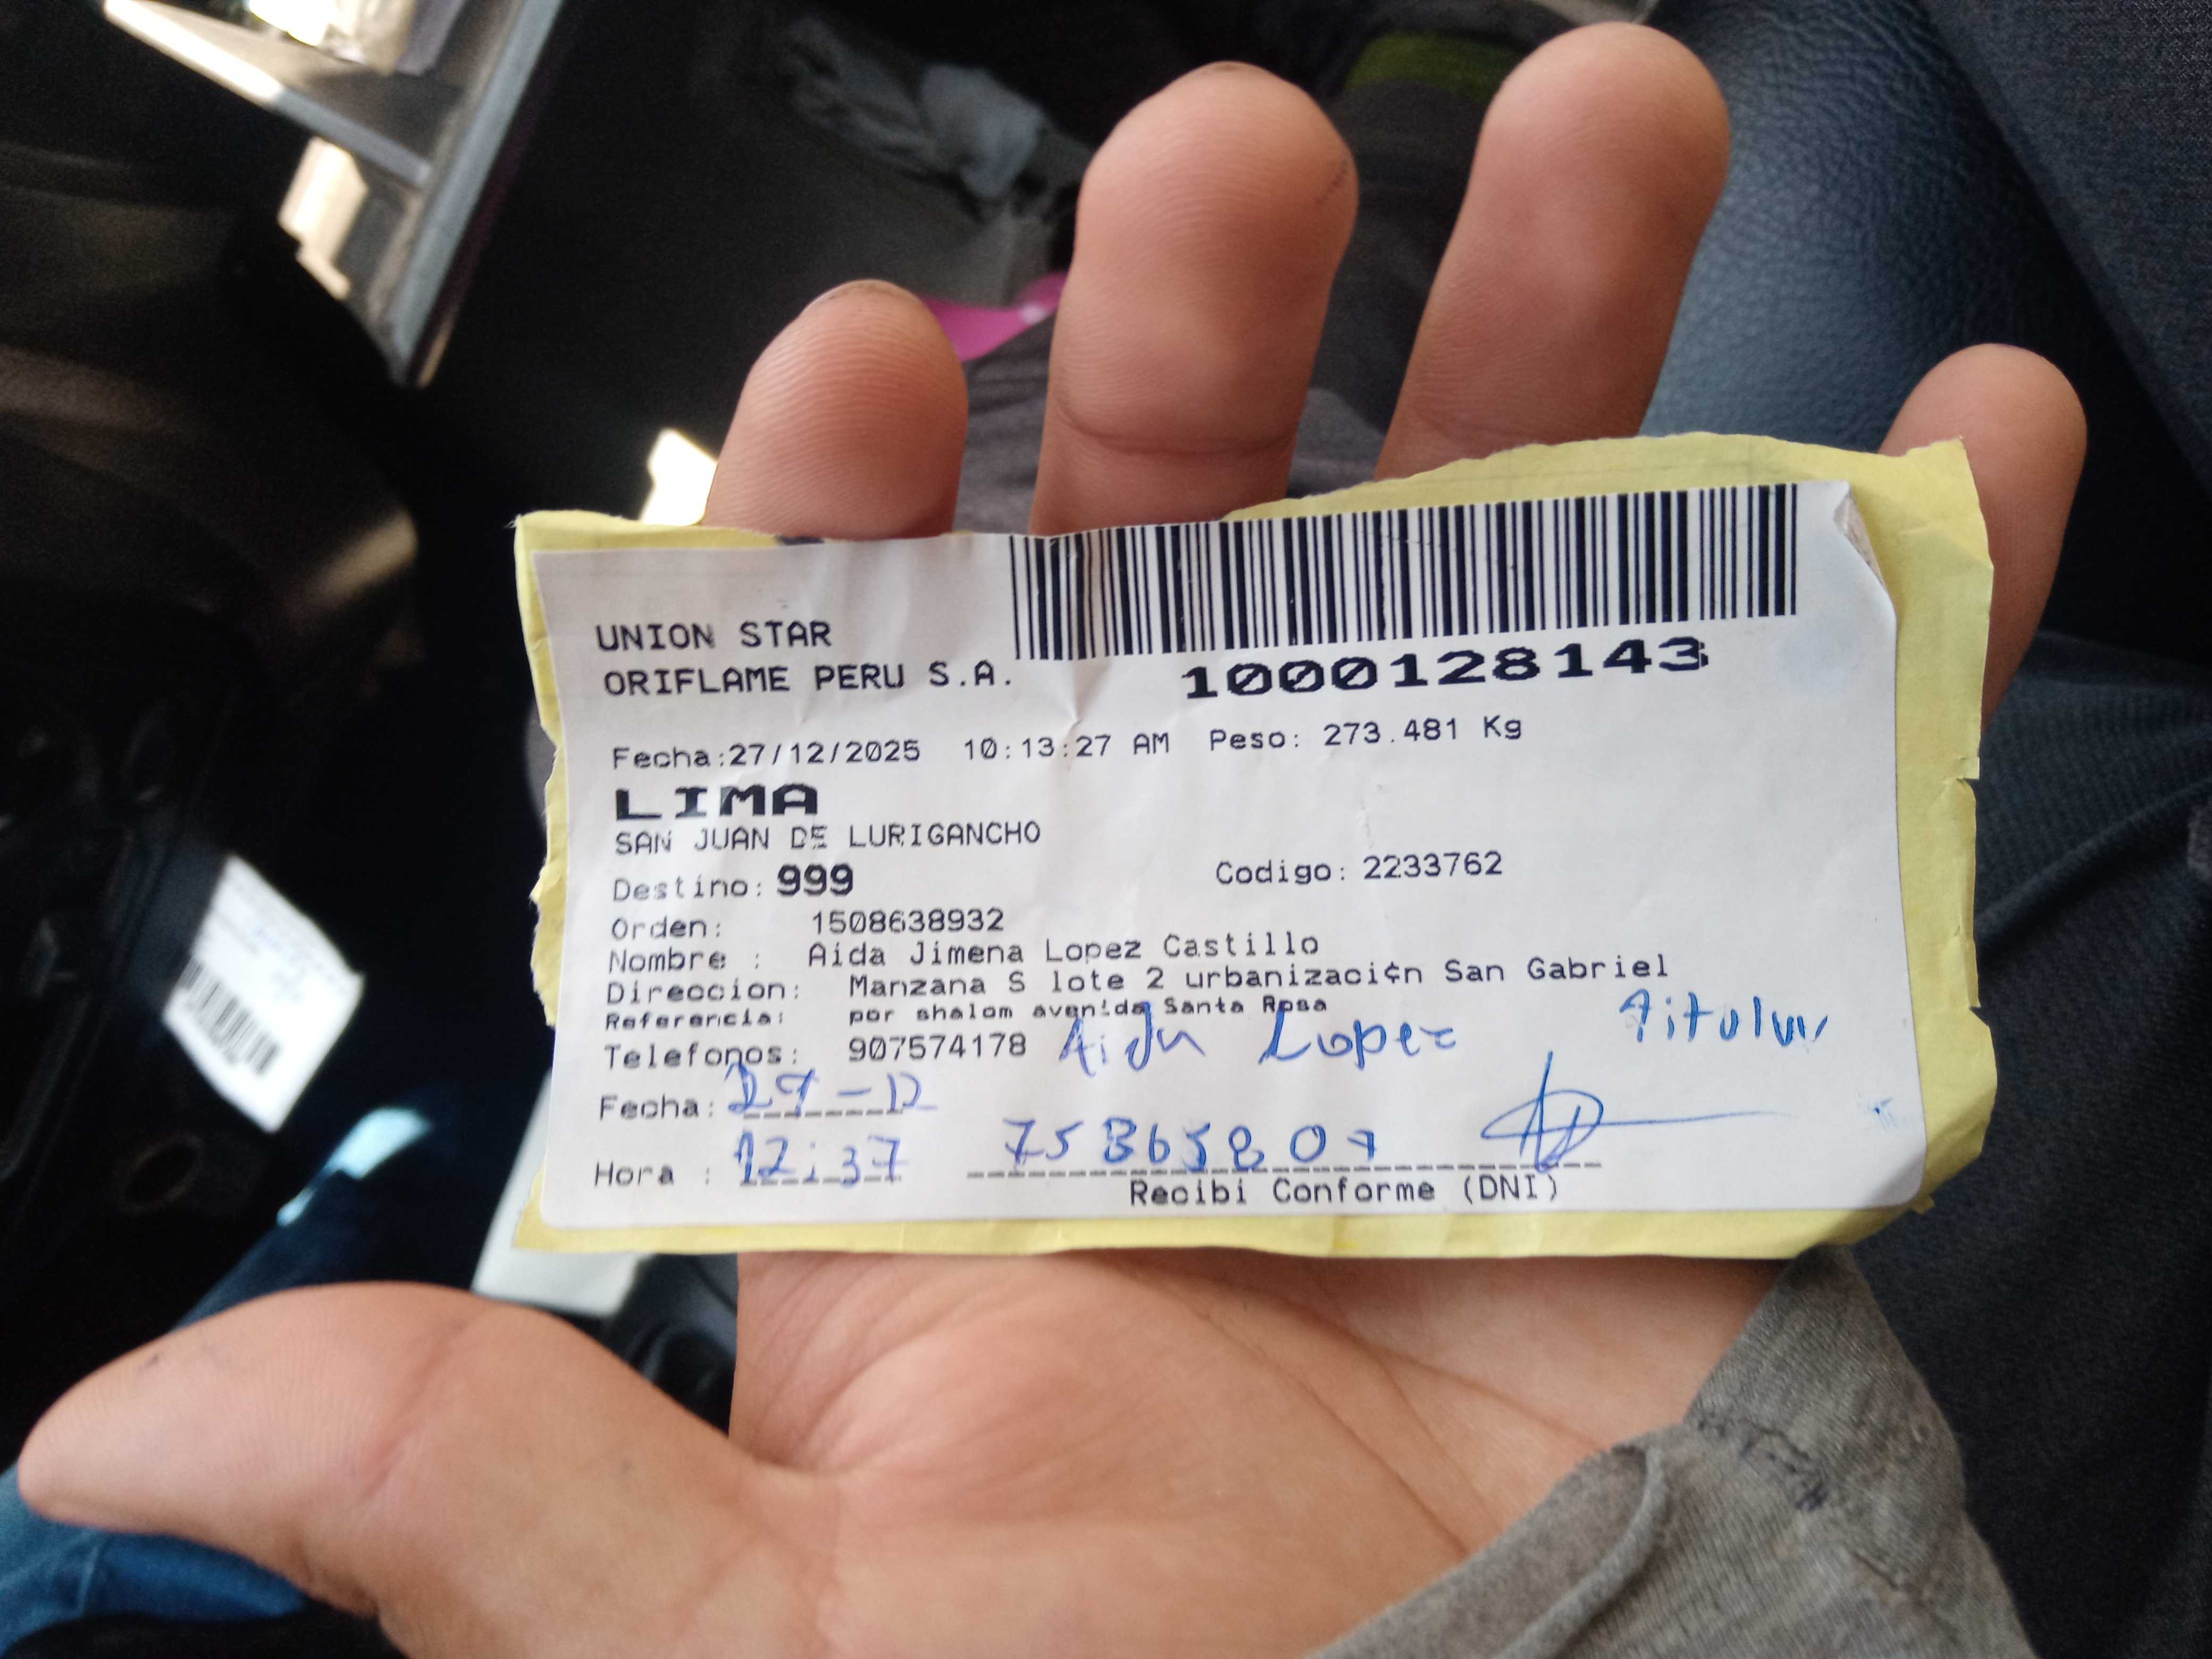 UNION STAR
ORIFLAME PERU S.A.
1000128143
Fecha:27/12/2025 10:13:27 AM Peso: 273.481 Kg
LIMA
SAN JUAN DE LURIGANCHO
Destino: 999 Codigo: 2233762
Orden: 1508638932
Nombre : Aida Jimena Lopez Castillo
Direccion: Manzana S lote 2 urbanizaci¢n San Gabriel
Referencia: por shalom avenida Santa Rosa
Titular
Telefonos: 907574178 Aida Lopez
Fecha: 29-12
Hora : 12:37
Recibi Conforme (DNI)